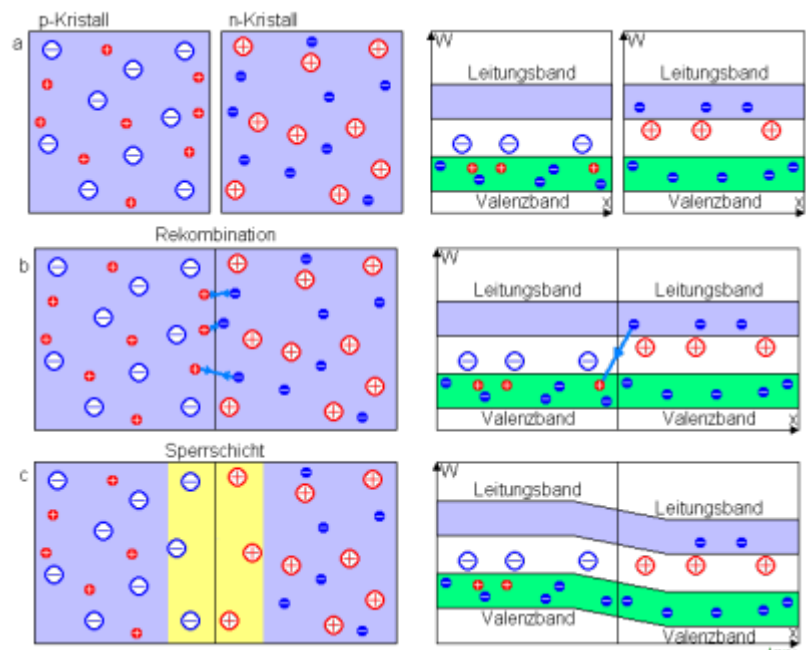 p-Kristall n-Kristall
a
W W
Leitungsband Leitungsband
Valenzband x Valenzband x
Rekombination
b
W
Leitungsband Leitungsband
Valenzband Valenzband x
Sperrschicht
c
W
Leitungsband Leitungsband
Valenzband Valenzband x